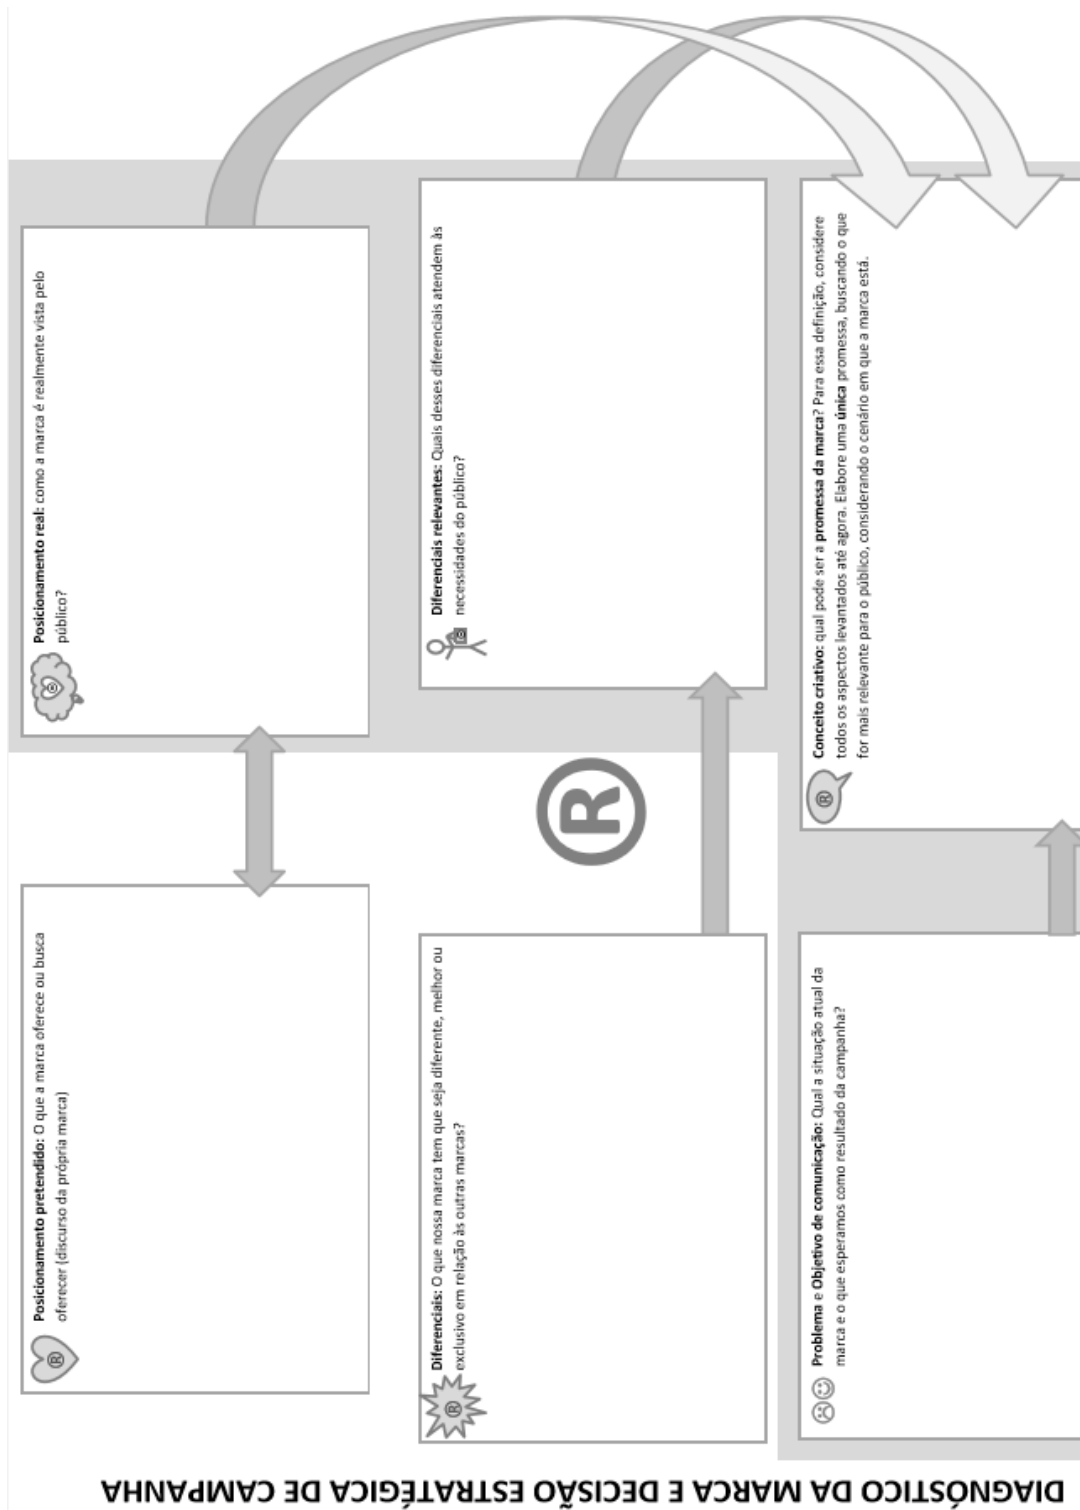 DIAGNÓSTICO DA MARCA E DECISÃO ESTRATÉGICA DE CAMPANHA
Posicionamento pretendido: O que a marca oferece ou busca
oferecer (discurso da própria marca)
Posicionamento real: como a marca é realmente vista pelo
público?
Diferenciais: O que nossa marca tem que seja diferente, melhor ou
exclusivo em relação às outras marcas?
Diferenciais relevantes: Quais desses diferenciais atendem às
necessidades do público?
Problema e Objetivo de comunicação: Qual a situação atual da
marca e o que esperamos como resultado da campanha?
Conceito criativo: qual pode ser a promessa da marca? Para essa definição, considere
todos os aspectos levantados até agora. Elabore uma única promessa, buscando o que
for mais relevante para o público, considerando o cenário em que a marca está.
®
®
®
®
®
®